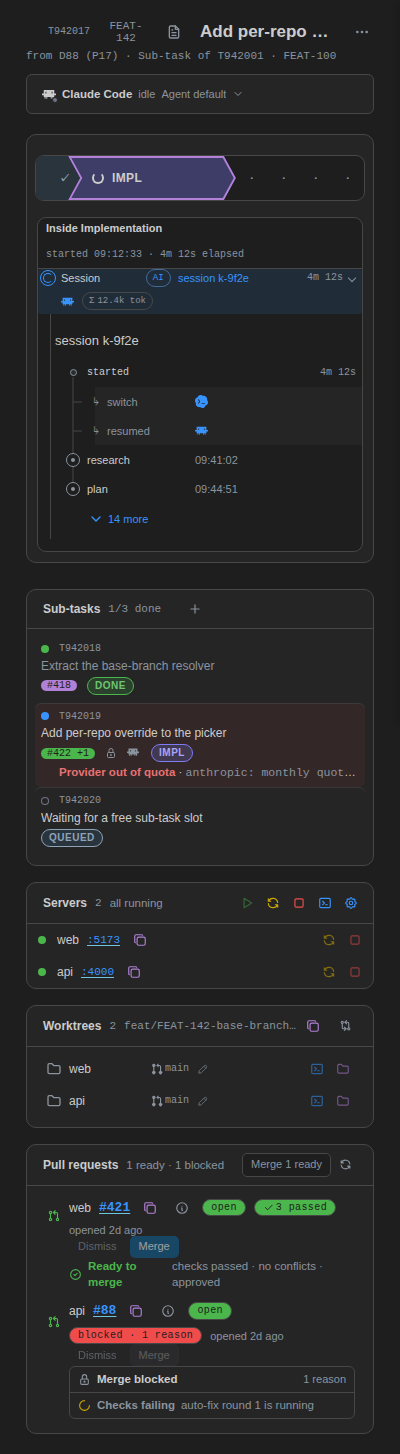 T942017 FEAT-142 Add per-repo …
from D88 (P17) · Sub-task of T942001 · FEAT-100
Claude Code idle Agent default
IMPL
Inside Implementation
started 09:12:33 · 4m 12s elapsed
Session AI session k-9f2e 4m 12s
Σ 12.4k tok
session k-9f2e
started 4m 12s
↳ switch
↳ resumed
research 09:41:02
plan 09:44:51
14 more
Sub-tasks 1/3 done
T942018
Extract the base-branch resolver
#418 DONE
T942019
Add per-repo override to the picker
#422 +1 IMPL
Provider out of quota · anthropic: monthly quot…
T942020
Waiting for a free sub-task slot
QUEUED
Servers 2 all running
web :5173
api :4000
Worktrees 2 feat/FEAT-142-base-branch…
web main
api main
Pull requests 1 ready · 1 blocked Merge 1 ready
web #421 open 3 passed
opened 2d ago
Dismiss Merge
Ready to merge checks passed · no conflicts · approved
api #88 open
blocked · 1 reason opened 2d ago
Dismiss Merge
Merge blocked 1 reason
Checks failing auto-fix round 1 is running